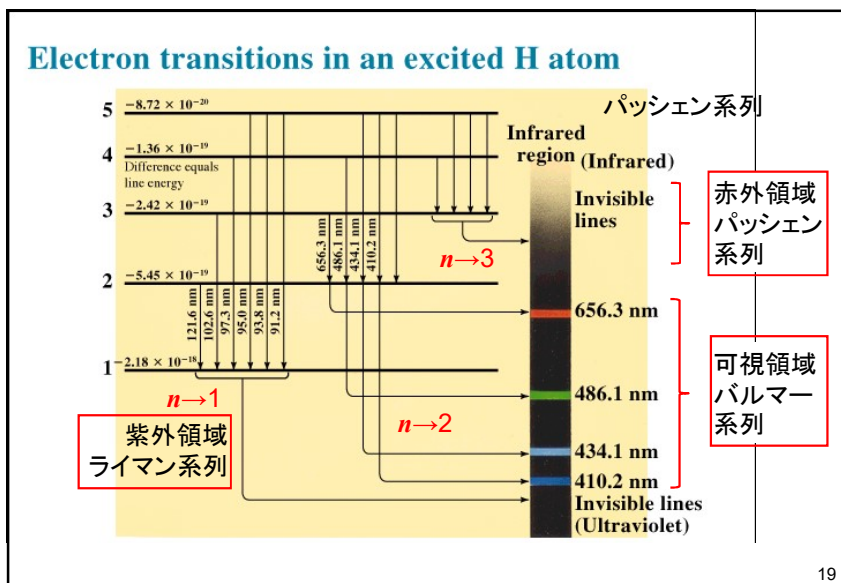 Electron transitions in an excited H atom
パッシェン系列
5 −8.72 × 10⁻²⁰
Infrared
region (Infrared)
4 −1.36 × 10⁻¹⁹
Difference equals
line energy
Invisible
lines
赤外領域
パッシェン
系列
3 −2.42 × 10⁻¹⁹
n→3
656.3 nm
486.1 nm
434.1 nm
410.2 nm
2 −5.45 × 10⁻¹⁹
121.6 nm
102.6 nm
97.3 nm
95.0 nm
93.8 nm
91.2 nm
656.3 nm
1 −2.18 × 10⁻¹⁸
可視領域
バルマー
系列
n→1
486.1 nm
n→2
紫外領域
ライマン系列
434.1 nm
410.2 nm
Invisible lines
(Ultraviolet)
19